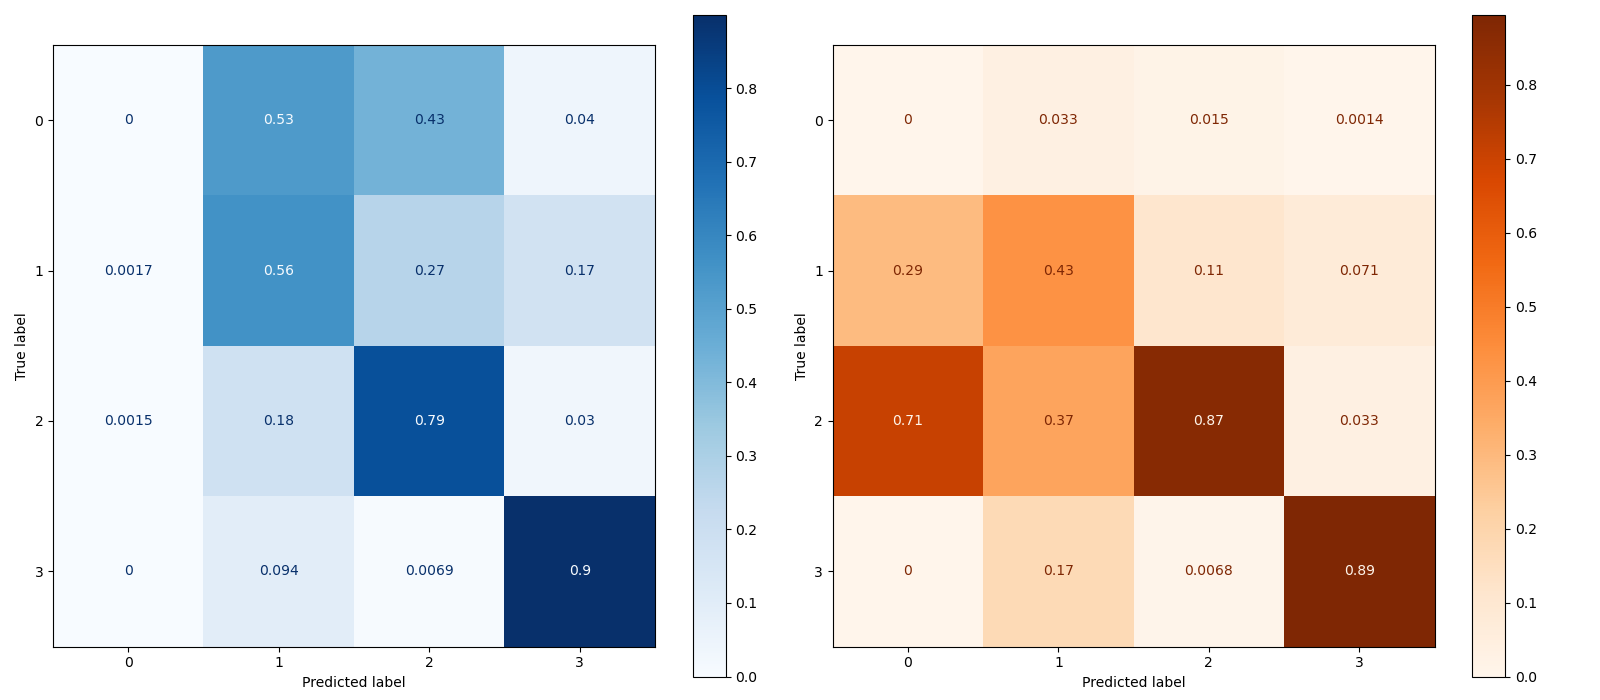 0 0 0.53 0.43 0.04
1 0.0017 0.56 0.27 0.17
2 0.0015 0.18 0.79 0.03
3 0 0.094 0.0069 0.9
0 1 2 3
Predicted label
True label
0.8
0.7
0.6
0.5
0.4
0.3
0.2
0.1
0.0
0 0 0.033 0.015 0.0014
1 0.29 0.43 0.11 0.071
2 0.71 0.37 0.87 0.033
3 0 0.17 0.0068 0.89
0 1 2 3
Predicted label
True label
0.8
0.7
0.6
0.5
0.4
0.3
0.2
0.1
0.0